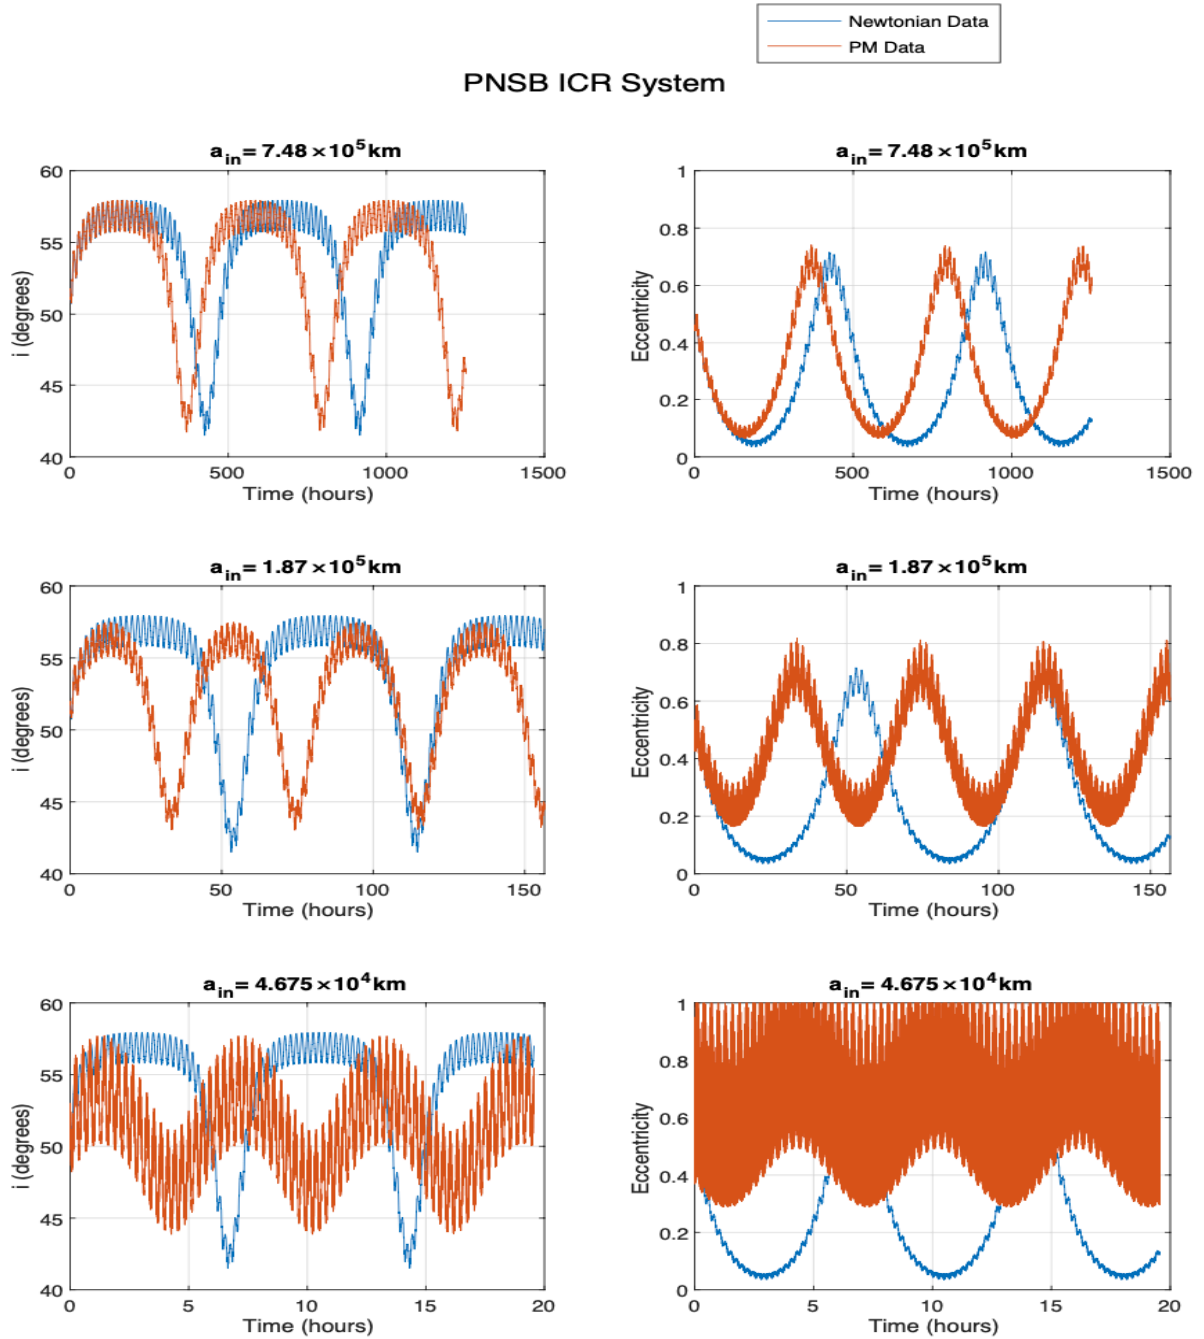 Newtonian Data
PM Data
PNSB ICR System
a_in = 7.48 ×10^5 km
60
55
50
45
40
i (degrees)
0 500 1000 1500
Time (hours)
a_in = 7.48 ×10^5 km
1
0.8
0.6
0.4
0.2
0
Eccentricity
0 500 1000 1500
Time (hours)
a_in = 1.87 ×10^5 km
60
55
50
45
40
i (degrees)
0 50 100 150
Time (hours)
a_in = 1.87 ×10^5 km
1
0.8
0.6
0.4
0.2
0
Eccentricity
0 50 100 150
Time (hours)
a_in = 4.675 ×10^4 km
60
55
50
45
40
i (degrees)
0 5 10 15 20
Time (hours)
a_in = 4.675 ×10^4 km
1
0.8
0.6
0.4
0.2
0
Eccentricity
0 5 10 15 20
Time (hours)